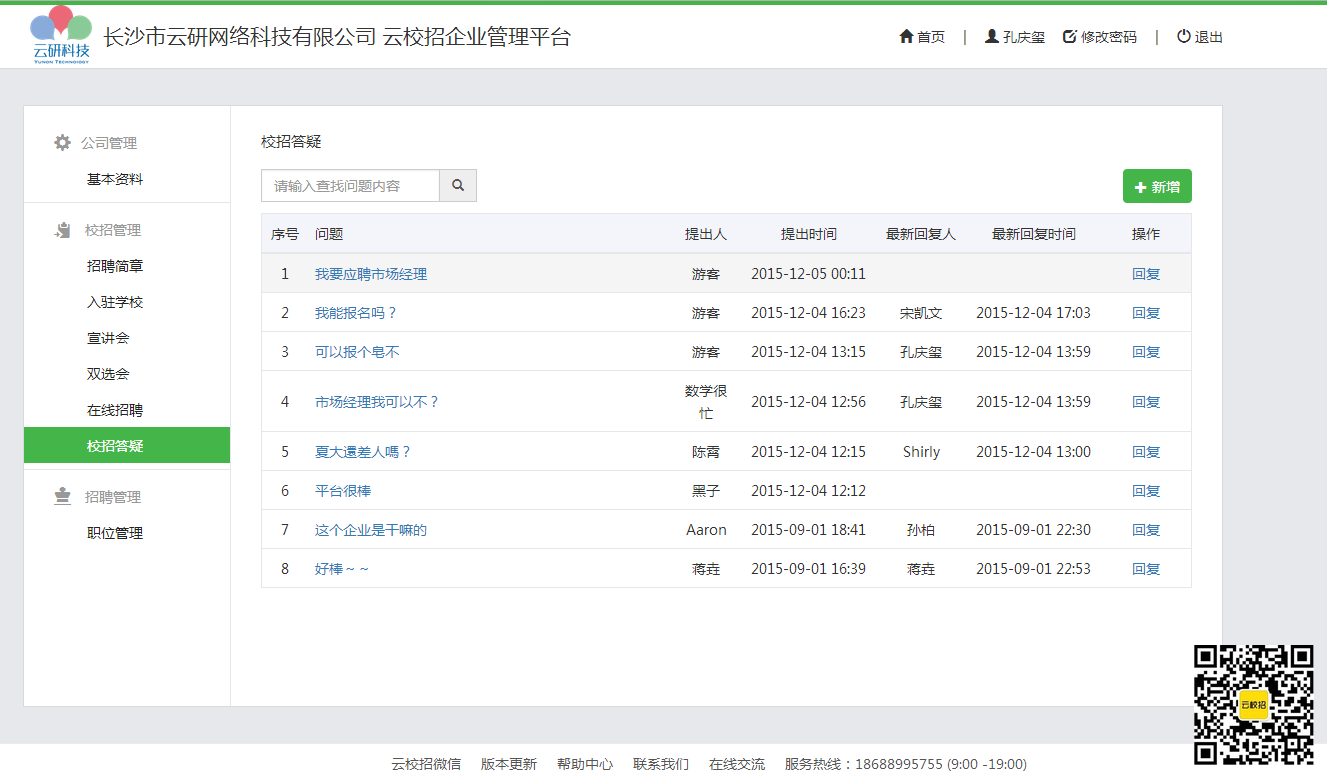 云研科技
YUNON TECHNOLOGY
长沙市云研网络科技有限公司 云校招企业管理平台
首页 | 孔庆玺 修改密码 | 退出
公司管理
基本资料
校招管理
招聘简章
入驻学校
宣讲会
双选会
在线招聘
校招答疑
招聘管理
职位管理
校招答疑
请输入查找问题内容
新增
序号 问题 提出人 提出时间 最新回复人 最新回复时间 操作
1 我要应聘市场经理 游客 2015-12-05 00:11 回复
2 我能报名吗？ 游客 2015-12-04 16:23 宋凯文 2015-12-04 17:03 回复
3 可以报个皂不 游客 2015-12-04 13:15 孔庆玺 2015-12-04 13:59 回复
4 市场经理我可以不？ 数学很
忙 2015-12-04 12:56 孔庆玺 2015-12-04 13:59 回复
5 夏大還差人嗎？ 陈霄 2015-12-04 12:15 Shirly 2015-12-04 13:00 回复
6 平台很棒 黑子 2015-12-04 12:12 回复
7 这个企业是干嘛的 Aaron 2015-09-01 18:41 孙柏 2015-09-01 22:30 回复
8 好棒～～ 蒋垚 2015-09-01 16:39 蒋垚 2015-09-01 22:53 回复
云校招
云校招微信 版本更新 帮助中心 联系我们 在线交流 服务热线：18688995755 (9:00 -19:00)